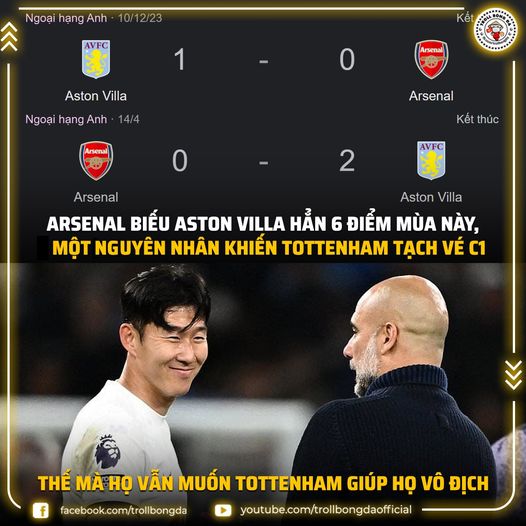 Ngoại hạng Anh · 10/12/23
Kết
TROLL BONG DA
AVFC
1 - 0
Arsenal
Aston Villa
Arsenal
Ngoại hạng Anh · 14/4
Kết thúc
Arsenal
0 - 2
AVFC
Arsenal
Aston Villa
ARSENAL BIẾU ASTON VILLA HẲN 6 ĐIỂM MÙA NÀY,
MỘT NGUYÊN NHÂN KHIẾN TOTTENHAM TẠCH VÉ C1
THẾ MÀ HỌ VẪN MUỐN TOTTENHAM GIÚP HỌ VÔ ĐỊCH
facebook.com/trollbongda
youtube.com/trollbongdaofficial